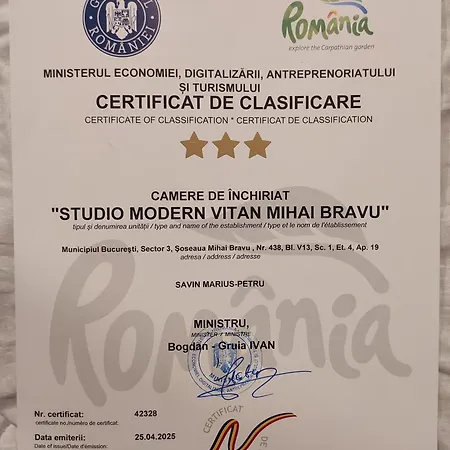 ROMÂNIEI
România
explore the Carpathian garden
MINISTERUL ECONOMIEI, DIGITALIZĂRII, ANTREPRENORIATULUI
ȘI TURISMULUI
CERTIFICAT DE CLASIFICARE
CERTIFICATE OF CLASSIFICATION * CERTIFICAT DE CLASSIFICATION
CAMERE DE ÎNCHIRIAT
"STUDIO MODERN VITAN MIHAI BRAVU"
tipul și denumirea unității / type and name of the establishment / type et le nom de l'établissement
Municipiul București, Sector 3, Șoseaua Mihai Bravu , Nr. 438, Bl. V13, Sc. 1, Et. 4, Ap. 19
adresa / address / adresse
SAVIN MARIUS-PETRU
România
MINISTRU,
MINISTER / MINISTRE
Bogdan - Gruia IVAN
Nr. certificat: 42328
certificate no./numéro de certificat.
Data emiterii: 25.04.2025
Date of issue/Date d'émission:
CERTIFICAT DE